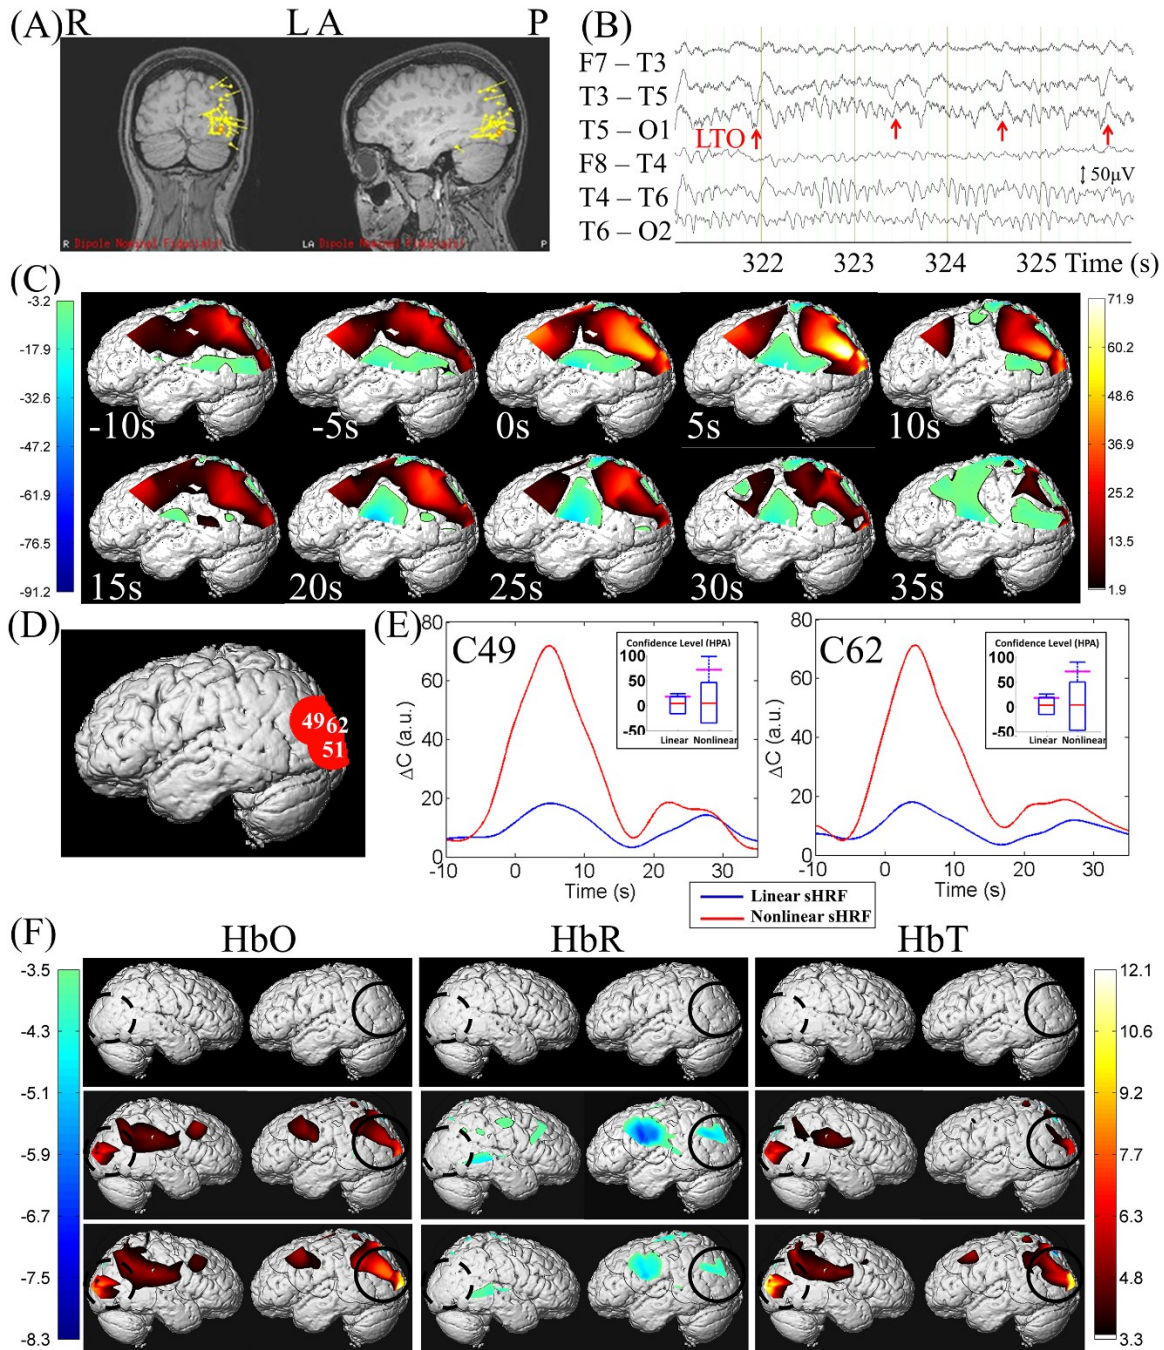 (A) R L A P
R Dipole Nominal Fiducials
LA Dipole Nominal Fiducials P
(B)
F7 – T3
T3 – T5
T5 – O1
LTO
F8 – T4
50μV
T4 – T6
T6 – O2
322 323 324 325 Time (s)
(C)
-3.2
-17.9
-32.6
-47.2
-61.9
-76.5
-91.2
-10s -5s 0s 5s 10s
15s 20s 25s 30s 35s
71.9
60.2
48.6
36.9
25.2
13.5
1.9
(D)
49 62
51
(E)
C49
ΔC (a.u.)
80
60
40
20
0
-10 0 10 20 30
Time (s)
Confidence Level (HPA)
100
50
0
-50
Linear Nonlinear
C62
ΔC (a.u.)
80
60
40
20
0
-10 0 10 20 30
Time (s)
Confidence Level (HPA)
100
50
0
-50
Linear Nonlinear
Linear sHRF
Nonlinear sHRF
(F)
HbO HbR HbT
-3.5
-4.3
-5.1
-5.9
-6.7
-7.5
-8.3
12.1
10.6
9.2
7.7
6.3
4.8
3.3